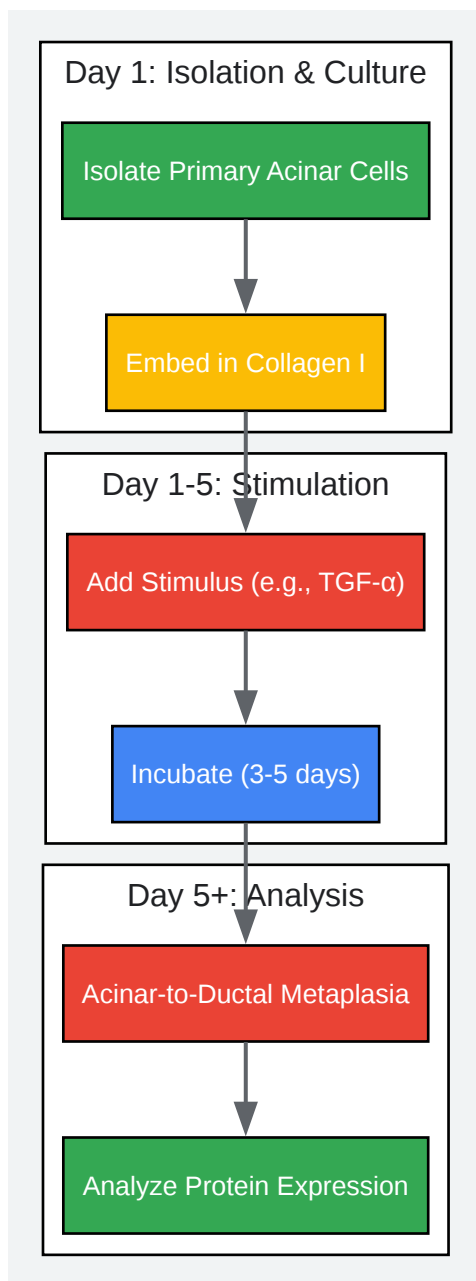 Day 1: Isolation & Culture
Isolate Primary Acinar Cells
Embed in Collagen I
Day 1-5: Stimulation
Add Stimulus (e.g., TGF-α)
Incubate (3-5 days)
Day 5+: Analysis
Acinar-to-Ductal Metaplasia
Analyze Protein Expression